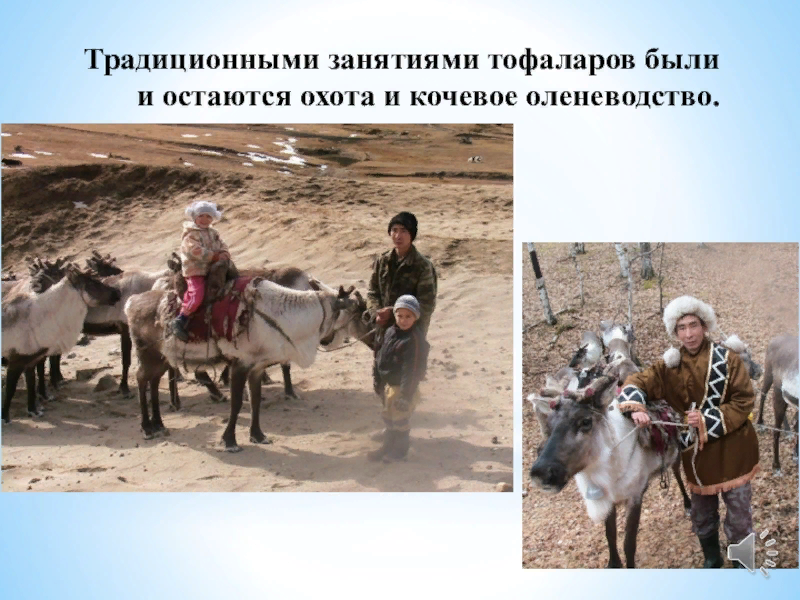 Традиционными занятиями тофаларов были
и остаются охота и кочевое оленеводство.